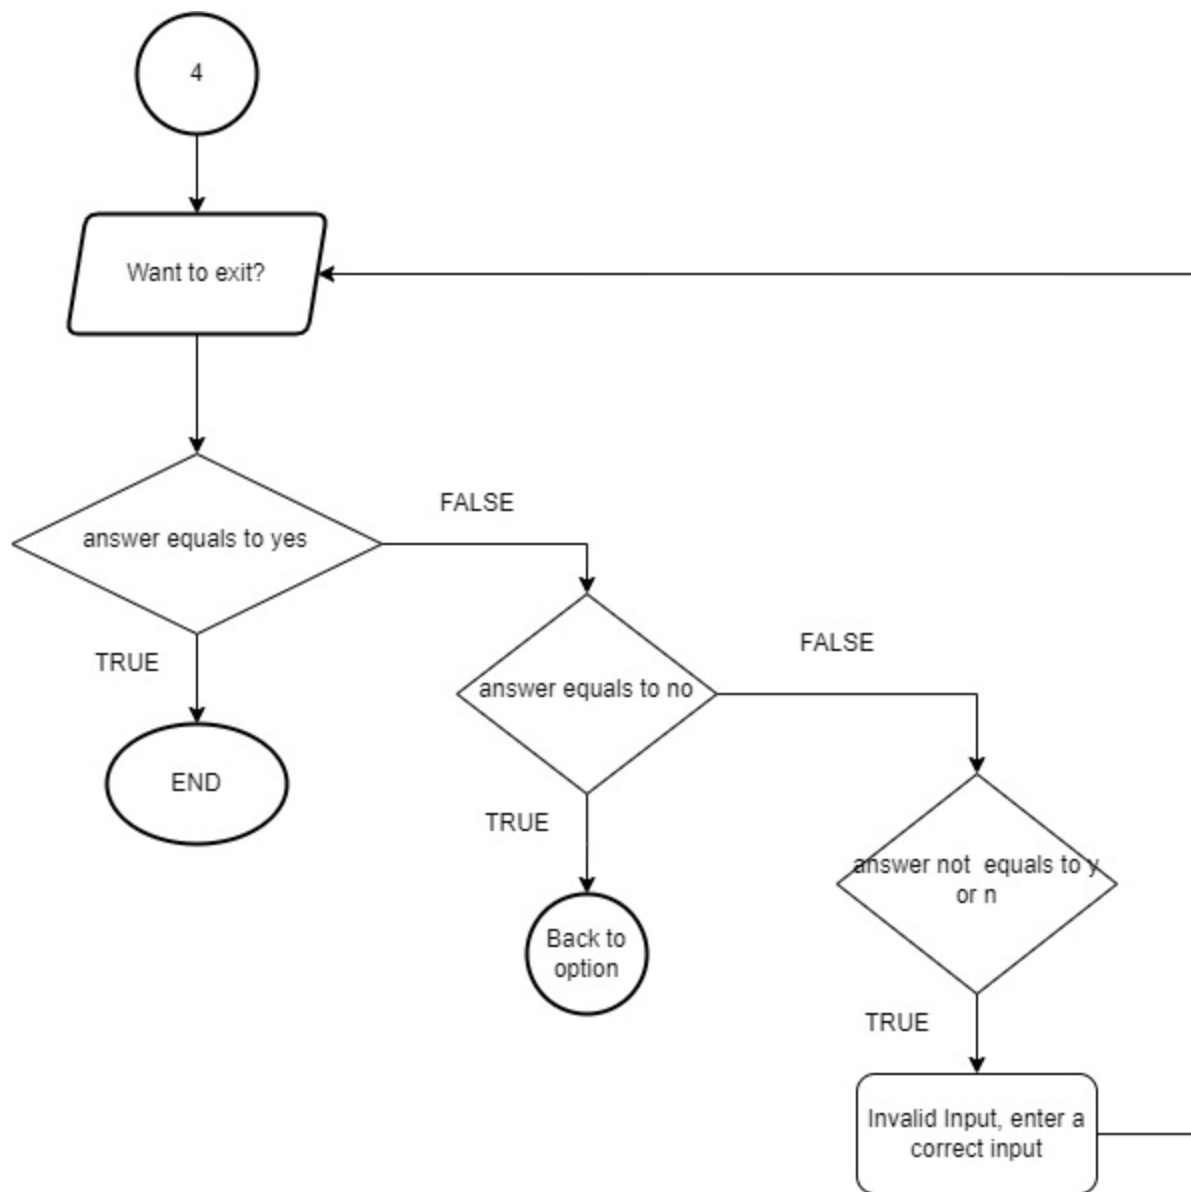 4
Want to exit?
FALSE
answer equals to yes
FALSE
TRUE
answer equals to no
END
TRUE
answer not  equals to y
or n
Back to
option
TRUE
Invalid Input, enter a
correct input